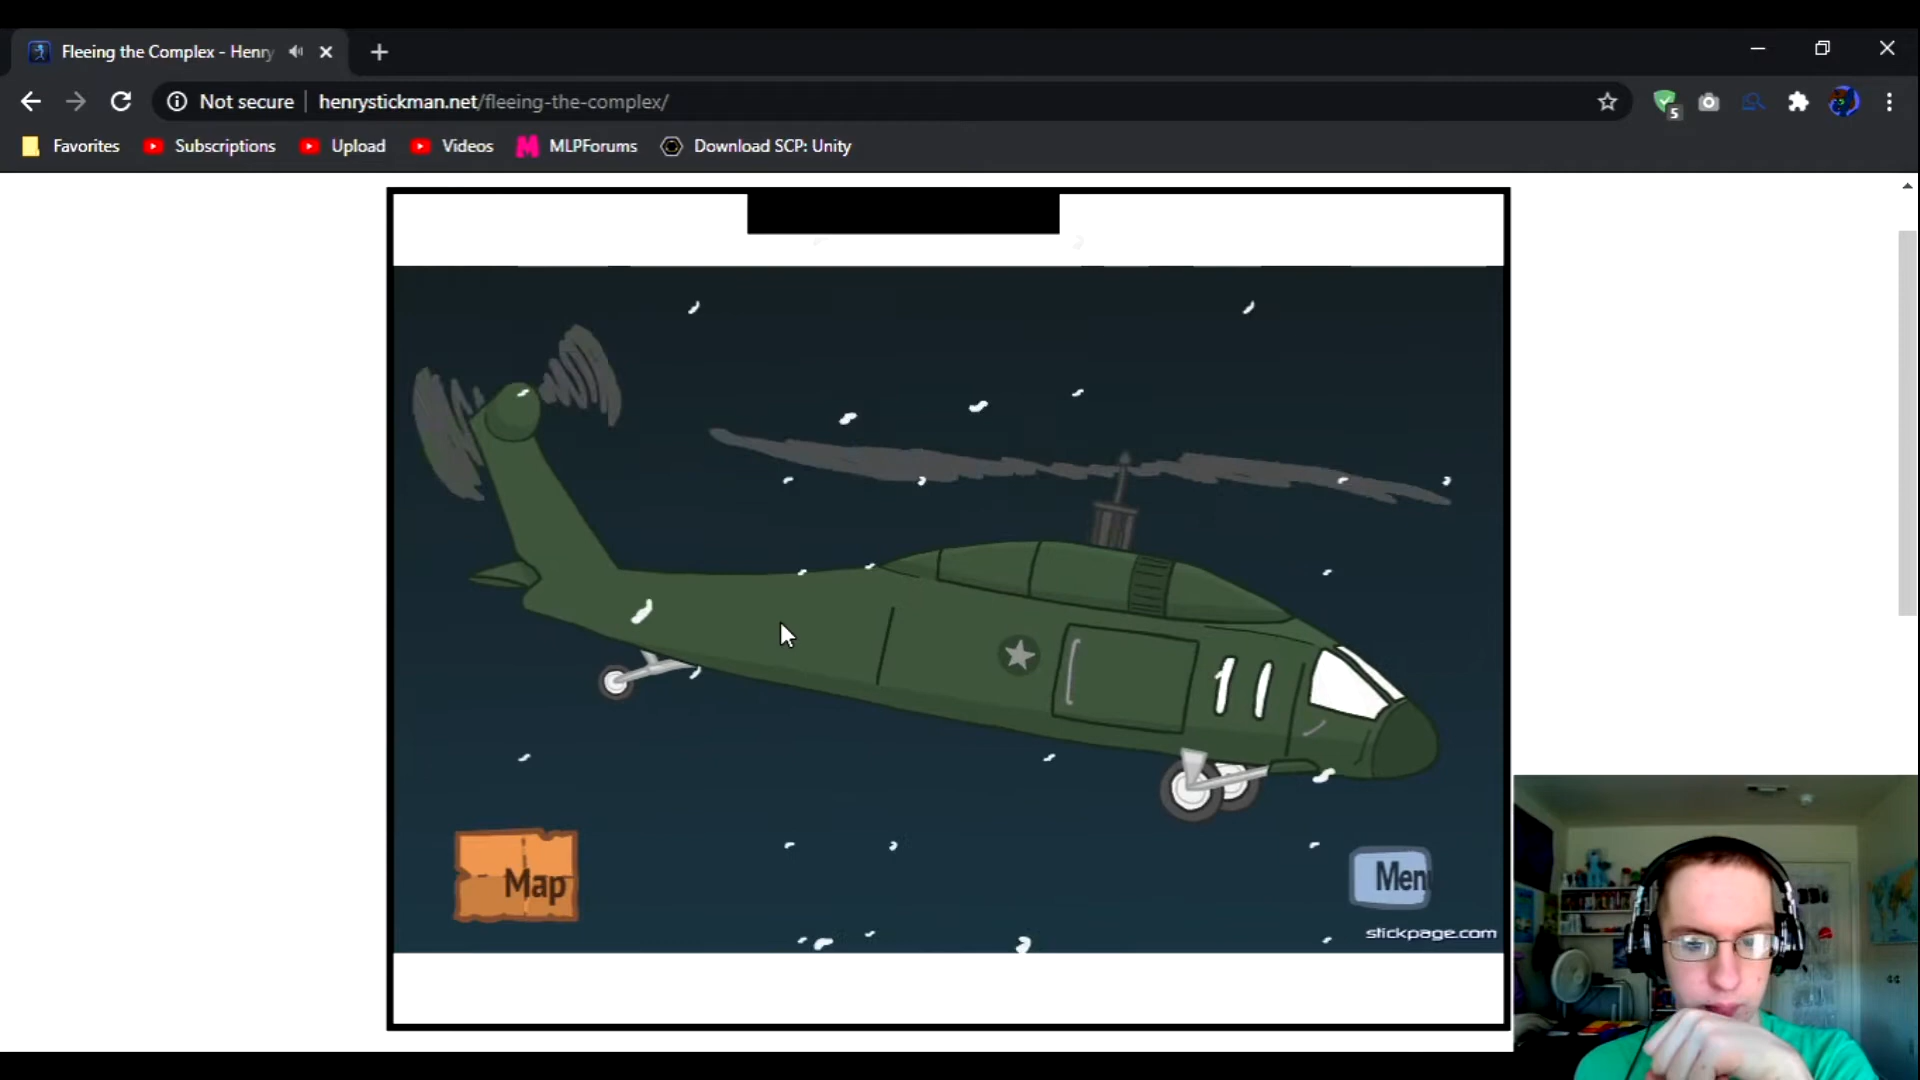 Fleeing the Complex - Henry
Not secure
henrystickman.net/fleeing-the-complex/
5
Favorites
Subscriptions
Upload
Videos
MLPForums
Download SCP: Unity
Map
Men
stickpage.com